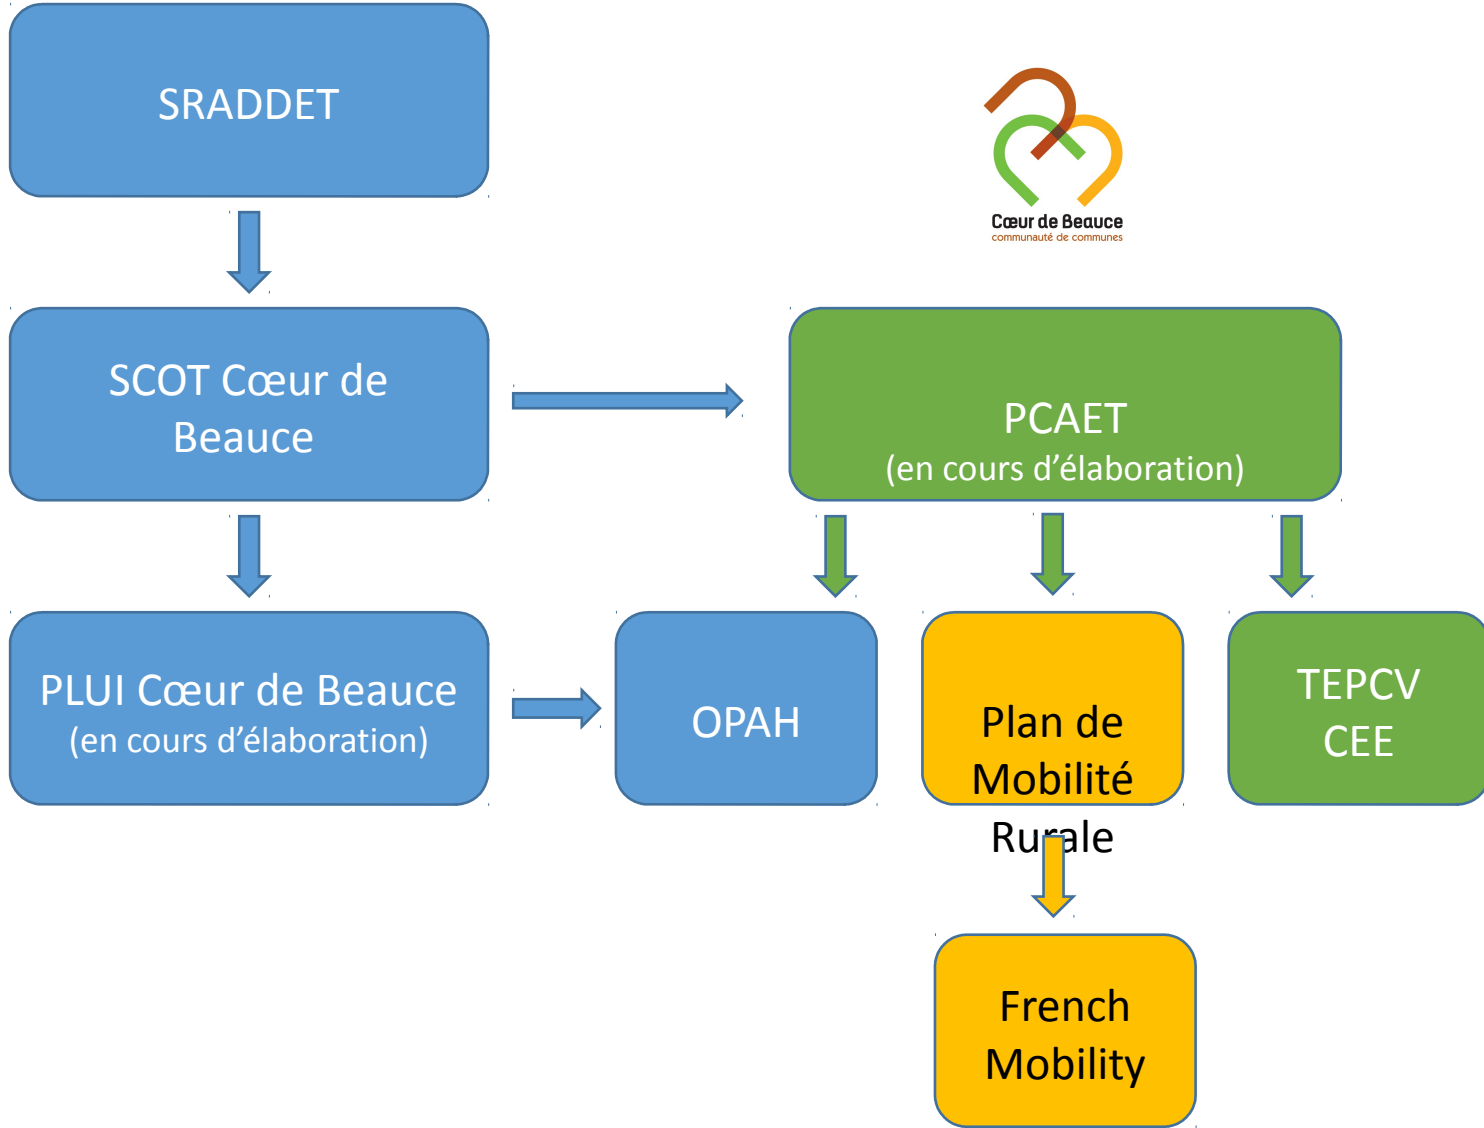 SRADDET
Cœur de Beauce
communauté de communes
SCOT Cœur de
Beauce
PCAET
(en cours d’élaboration)
PLUI Cœur de Beauce
(en cours d’élaboration)
OPAH
Plan de
Mobilité
Rurale
TEPCV
CEE
French
Mobility